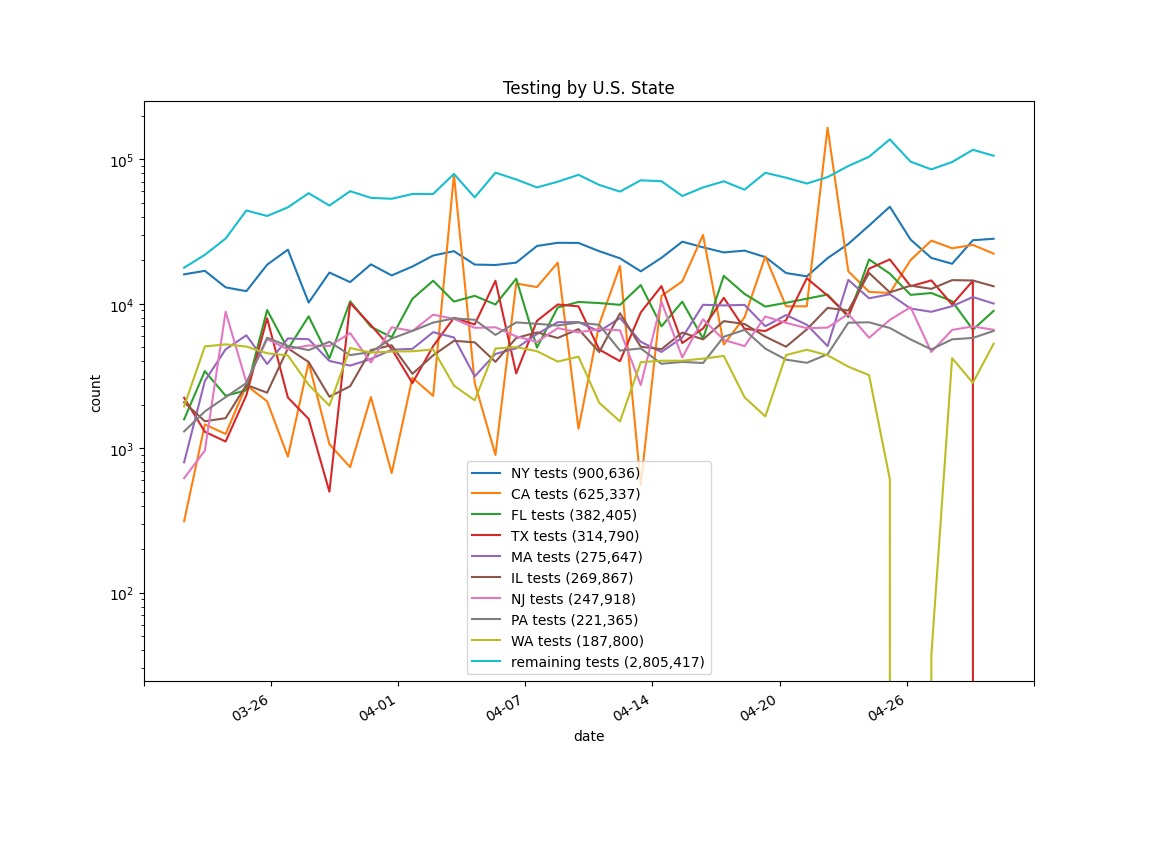 Testing by U.S. State
10^5
10^4
10^3
10^2
count
NY tests (900,636)
CA tests (625,337)
FL tests (382,405)
TX tests (314,790)
MA tests (275,647)
IL tests (269,867)
NJ tests (247,918)
PA tests (221,365)
WA tests (187,800)
remaining tests (2,805,417)
03-26
04-01
04-07
04-14
04-20
04-26
date